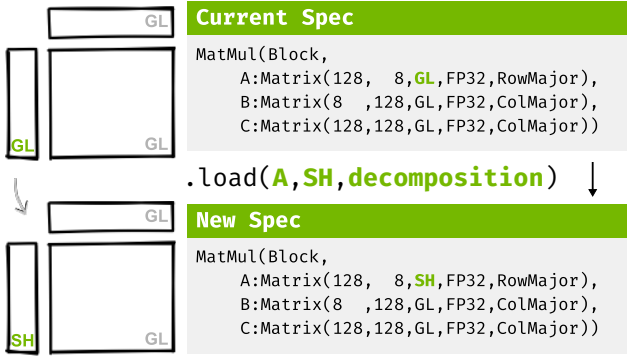 GL
GL
GL
Current Spec
MatMul(Block,
A:Matrix(128,  8,GL,FP32,RowMajor),
B:Matrix(8  ,128,GL,FP32,ColMajor),
C:Matrix(128,128,GL,FP32,ColMajor))
.load(A,SH,decomposition)
GL
SH
GL
New Spec
MatMul(Block,
A:Matrix(128,  8,SH,FP32,RowMajor),
B:Matrix(8  ,128,GL,FP32,ColMajor),
C:Matrix(128,128,GL,FP32,ColMajor))